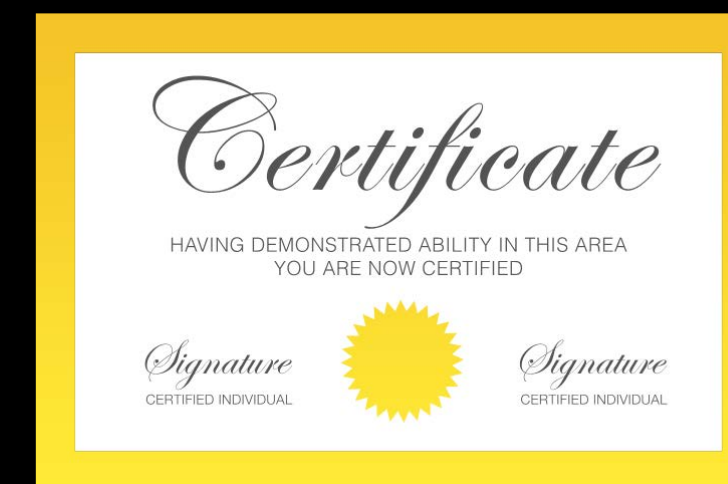 Certificate
HAVING DEMONSTRATED ABILITY IN THIS AREA
YOU ARE NOW CERTIFIED
Signature
CERTIFIED INDIVIDUAL
Signature
CERTIFIED INDIVIDUAL